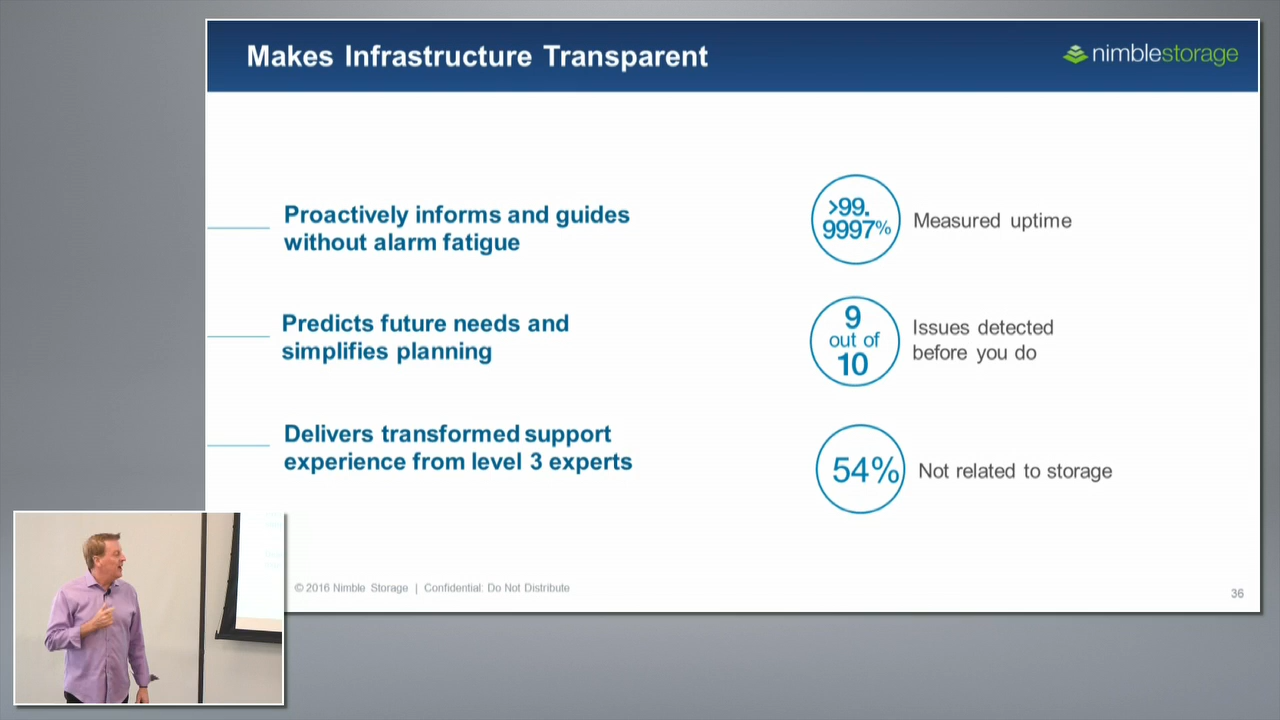 Makes Infrastructure Transparent
nimblestorage
Proactively informs and guides
without alarm fatigue
>99.
9997%
Measured uptime
Predicts future needs and
simplifies planning
9
out of
10
Issues detected
before you do
Delivers transformed support
experience from level 3 experts
54%
Not related to storage
© 2016 Nimble Storage | Confidential: Do Not Distribute
36